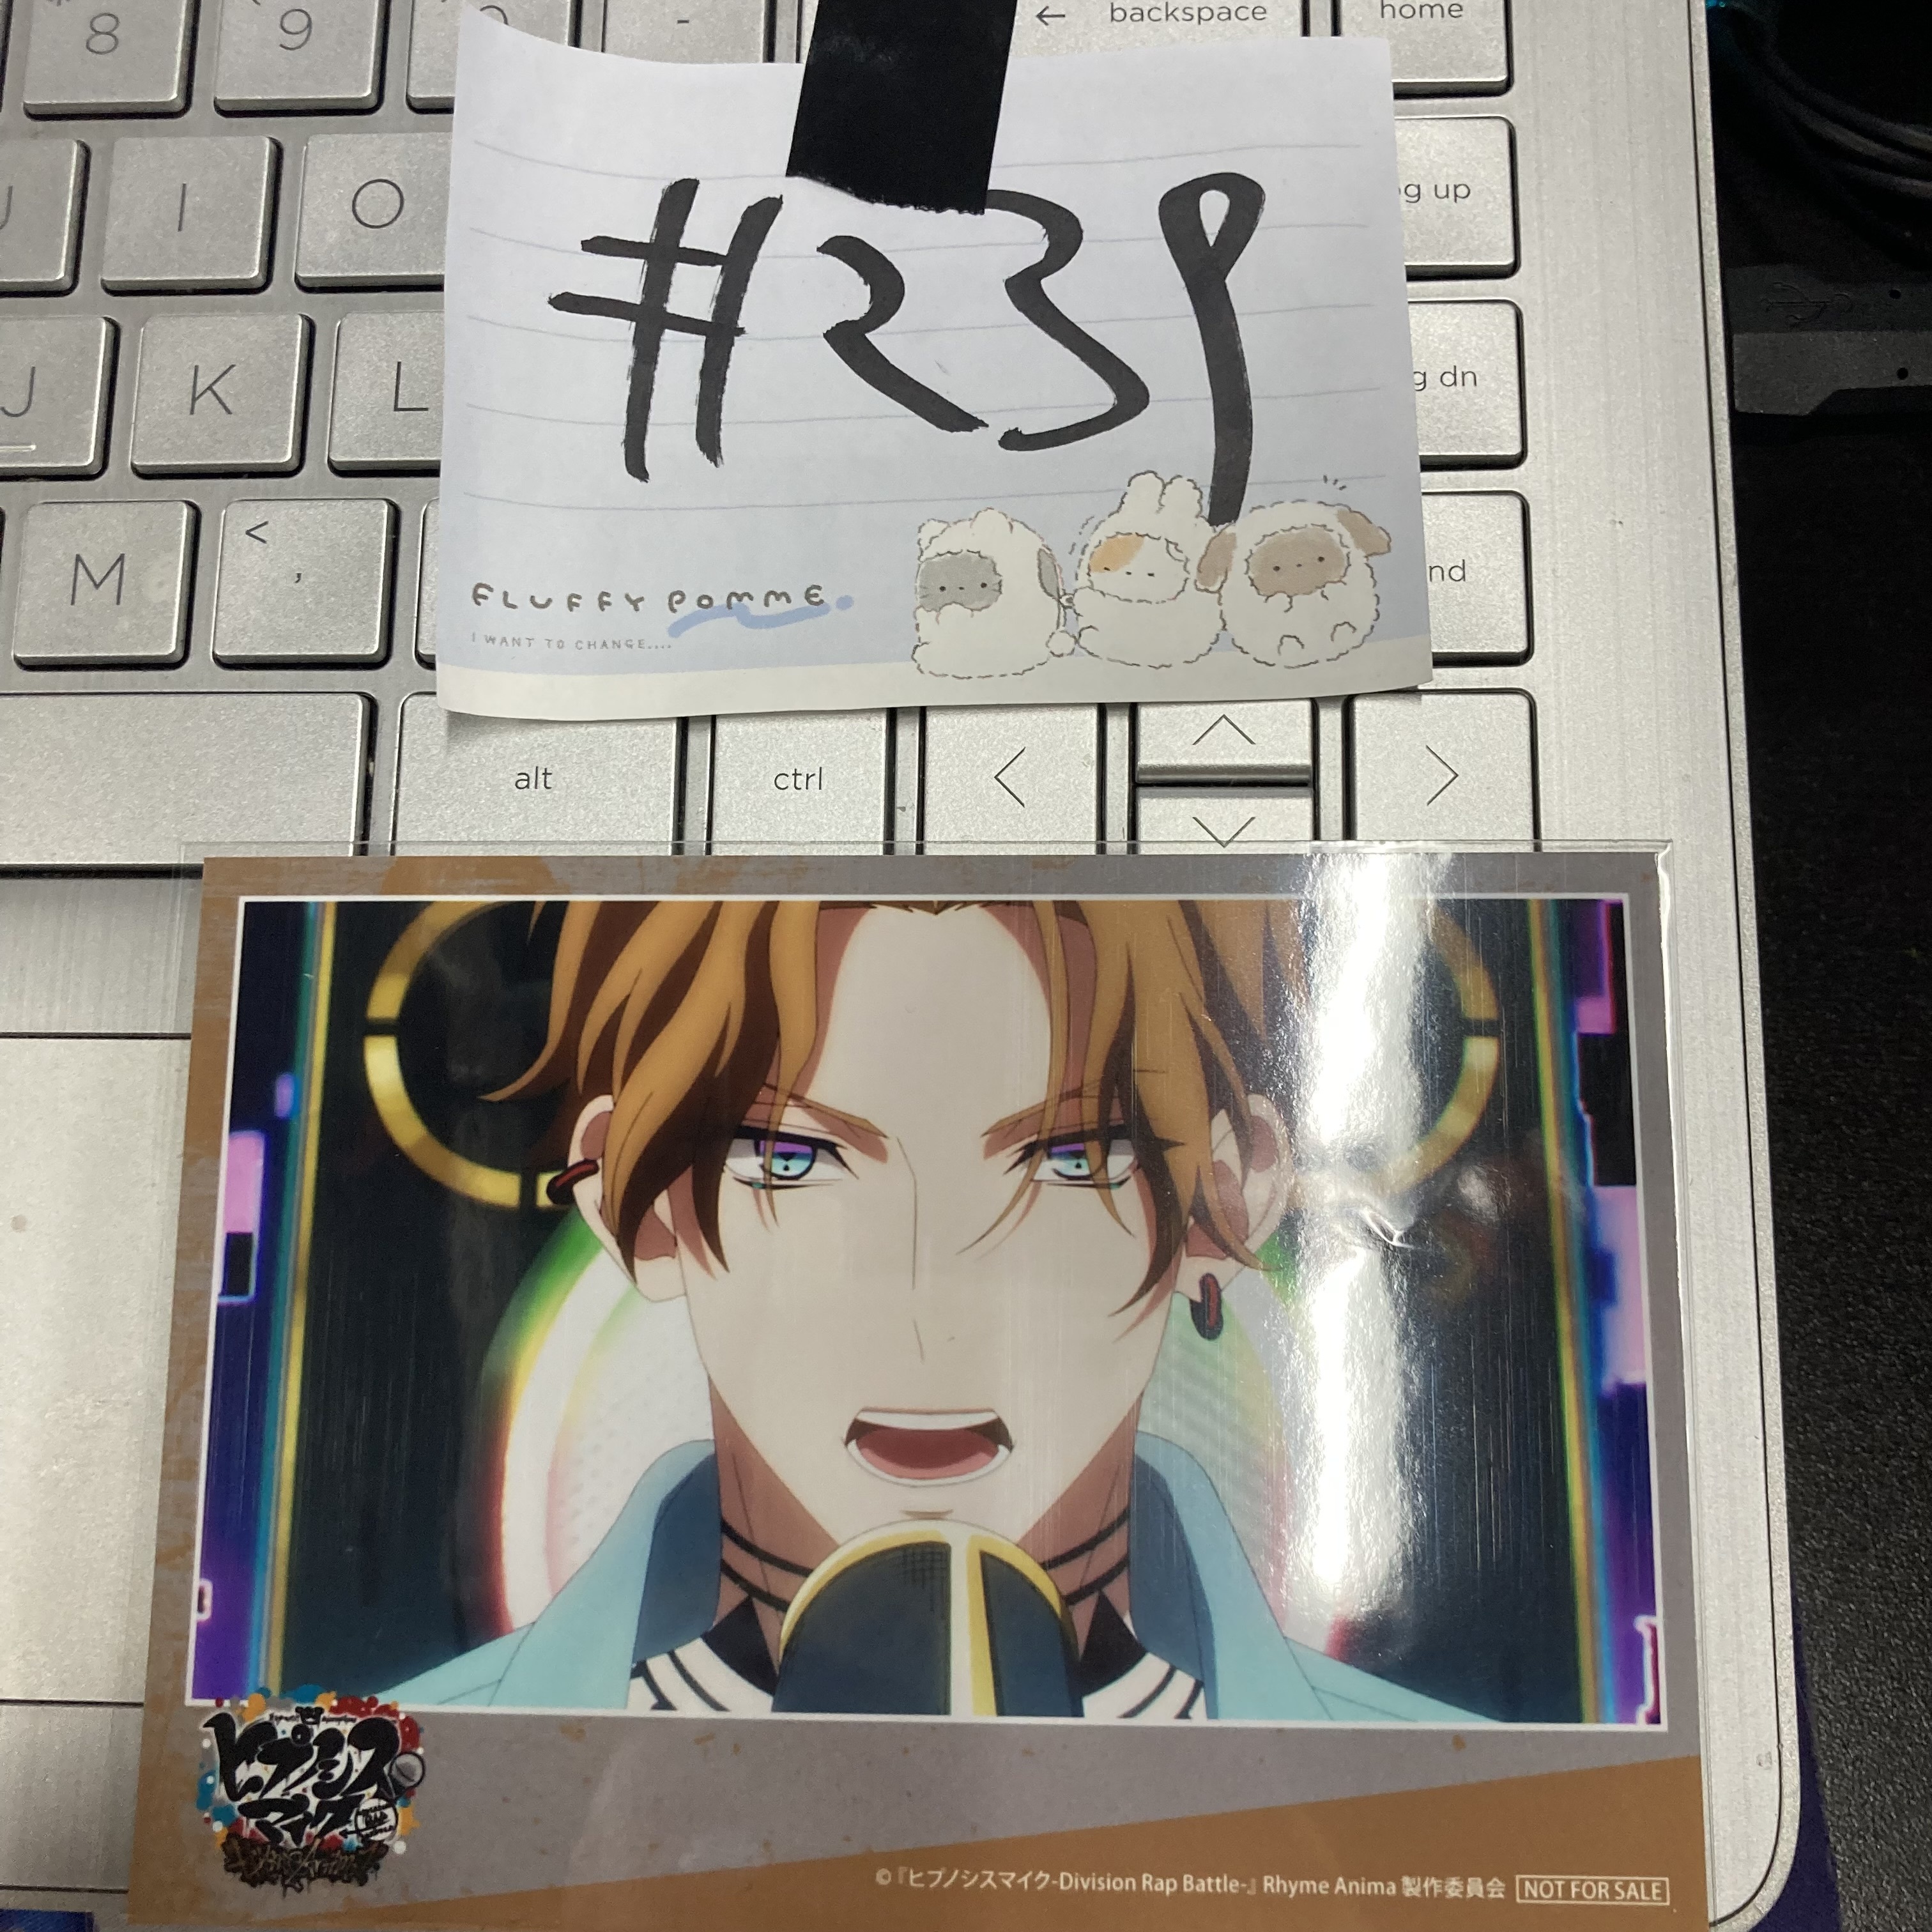 8
9
-
← backspace
home
I
O
pg up
J
K
L
pg dn
M
<
,
#239
FLUFFY POMME
I WANT TO CHANGE....
alt
ctrl
ヒプノシス
マイク
©『ヒプノシスマイク-Division Rap Battle-』Rhyme Anima 製作委員会 NOT FOR SALE